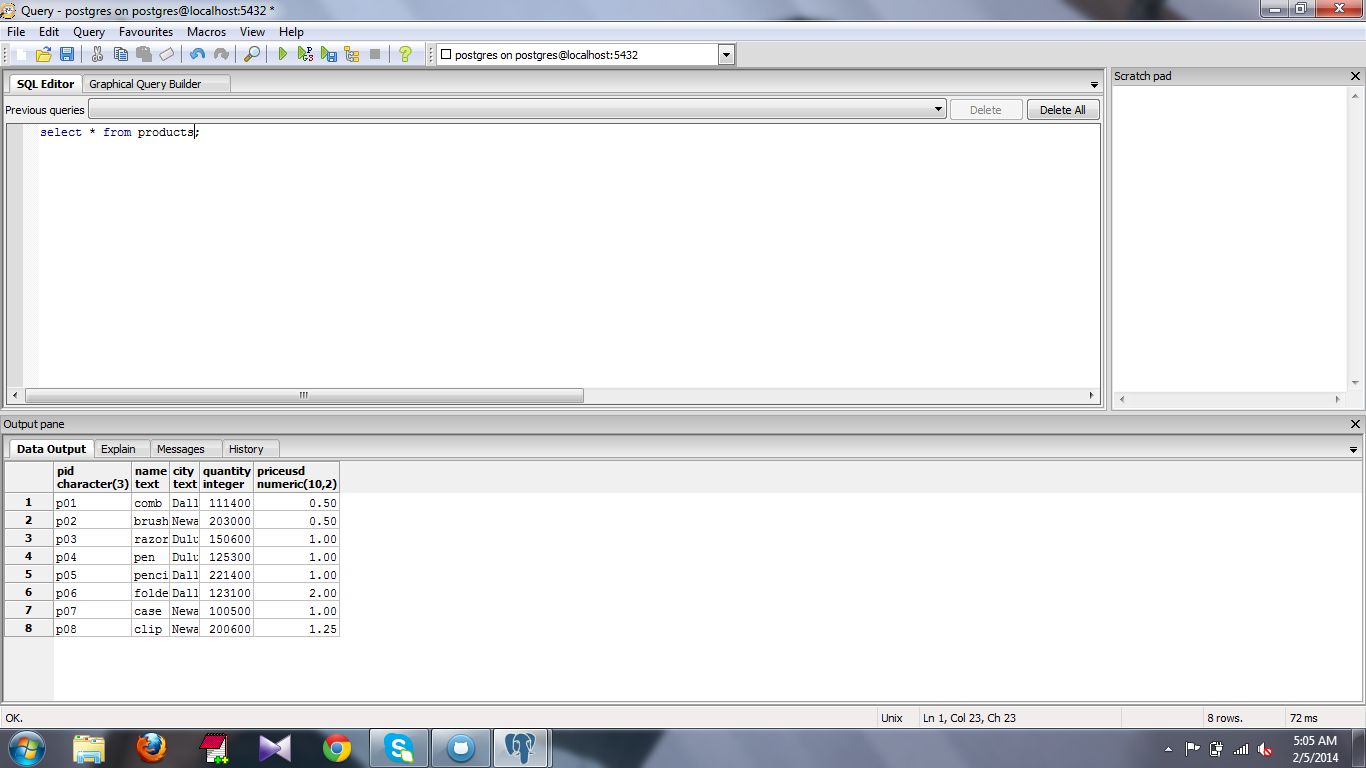 Query - postgres on postgres@localhost:5432 *
File Edit Query Favourites Macros View Help
postgres on postgres@localhost:5432
SQL Editor Graphical Query Builder
Previous queries Delete Delete All
select * from products;
Scratch pad
Output pane
Data Output Explain Messages History
pid name city quantity priceusd
character(3) text text integer numeric(10,2)
1 p01 comb Dall 111400 0.50
2 p02 brush Newa 203000 0.50
3 p03 razor Dulu 150600 1.00
4 p04 pen Dulu 125300 1.00
5 p05 penci Dall 221400 1.00
6 p06 folde Dall 123100 2.00
7 p07 case Newa 100500 1.00
8 p08 clip Newa 200600 1.25
OK. Unix Ln 1, Col 23, Ch 23 8 rows. 72 ms
5:05 AM
2/5/2014